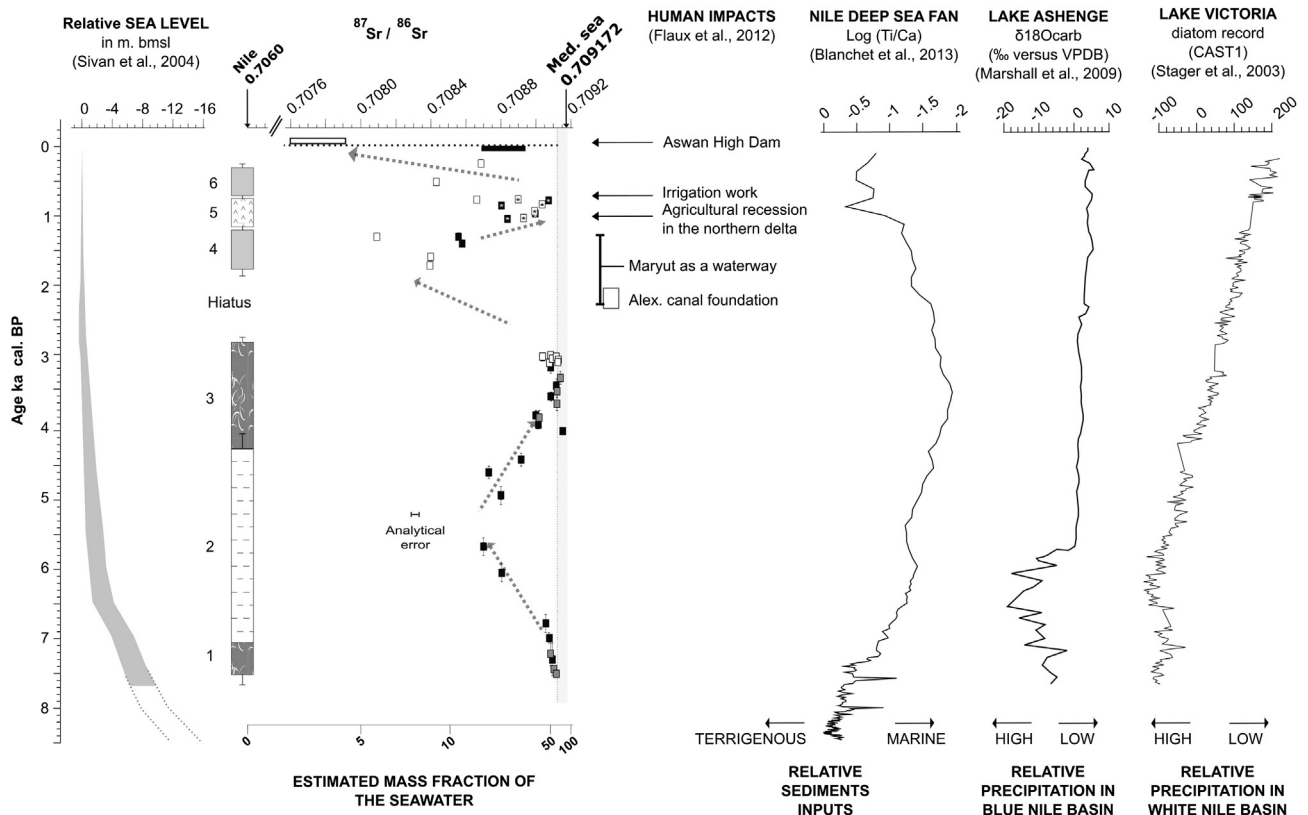 Relative SEA LEVEL
in m. bmsl
(Sivan et al., 2004)
0 -4 -8 -12 -16
87Sr / 86Sr
Nile
0.7060
0.7076 0.7080 0.7084 0.7088 0.7092
Med. sea
0.709172
HUMAN IMPACTS
(Flaux et al., 2012)
NILE DEEP SEA FAN
Log (Ti/Ca)
(Blanchet et al., 2013)
0 -0.5 -1 -1.5 -2
LAKE ASHENGE
δ18Ocarb
(‰ versus VPDB)
(Marshall et al., 2009)
-20 -10 0 10
LAKE VICTORIA
diatom record
(CAST1)
(Stager et al., 2003)
-100 0 100 200
Age ka cal. BP
0
1
2
3
4
5
6
7
8
6
5
4
Hiatus
3
2
1
Analytical
error
Aswan High Dam
Irrigation work
Agricultural recession
in the northern delta
Maryut as a waterway
Alex. canal foundation
0 5 10 50 100
ESTIMATED MASS FRACTION OF
THE SEAWATER
TERRIGENOUS MARINE
RELATIVE
SEDIMENTS
INPUTS
HIGH LOW
RELATIVE
PRECIPITATION IN
BLUE NILE BASIN
HIGH LOW
RELATIVE
PRECIPITATION IN
WHITE NILE BASIN